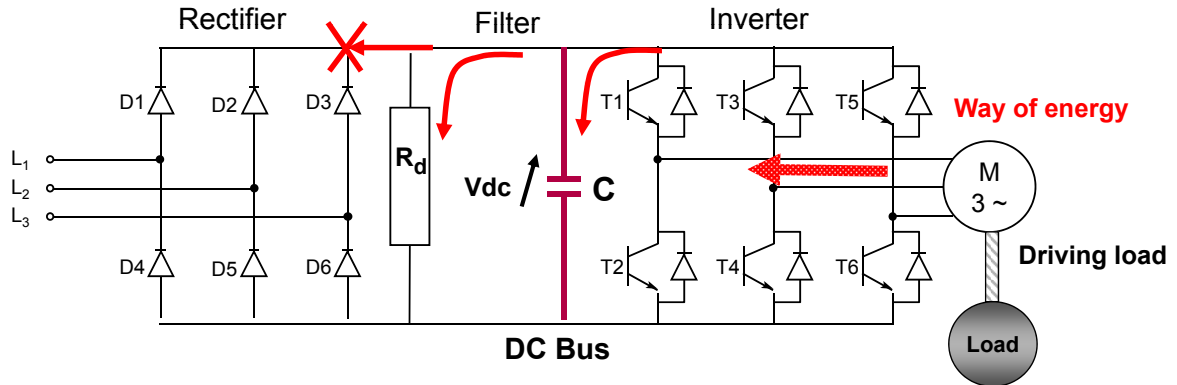 Rectifier
Filter
Inverter
D1
D2
D3
T1
T3
T5
Way of energy
L1
L2
L3
Rd
Vdc
C
M
3 ~
D4
D5
D6
T2
T4
T6
Driving load
DC Bus
Load